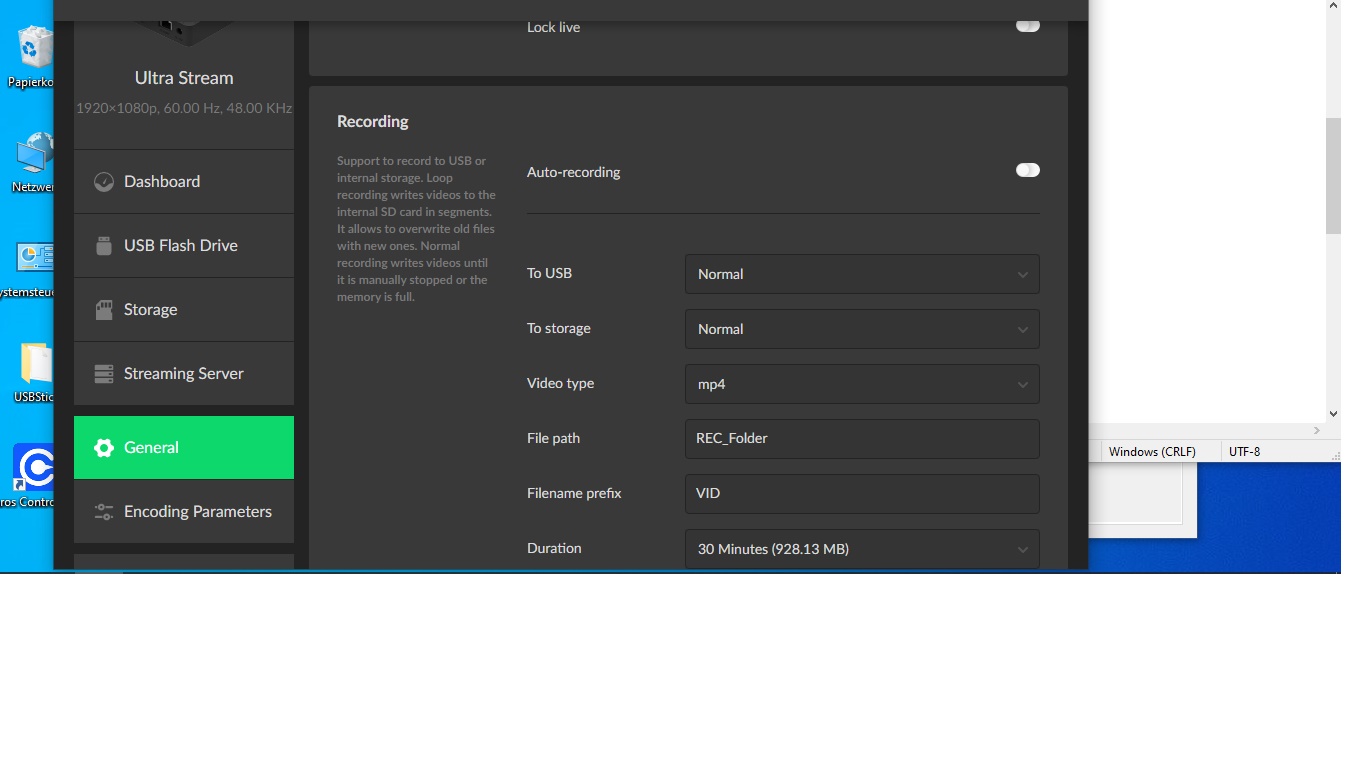 Papierko
Netzwer
ystemsteue
USBStic
ros Contro
Ultra Stream
1920×1080p, 60.00 Hz, 48.00 KHz
Dashboard
USB Flash Drive
Storage
Streaming Server
General
Encoding Parameters
Lock live
Recording
Support to record to USB or
internal storage. Loop
recording writes videos to the
internal SD card in segments.
It allows to overwrite old files
with new ones. Normal
recording writes videos until
it is manually stopped or the
memory is full.
Auto-recording
To USB
Normal
To storage
Normal
Video type
mp4
File path
REC_Folder
Filename prefix
VID
Duration
30 Minutes (928.13 MB)
Windows (CRLF)
UTF-8